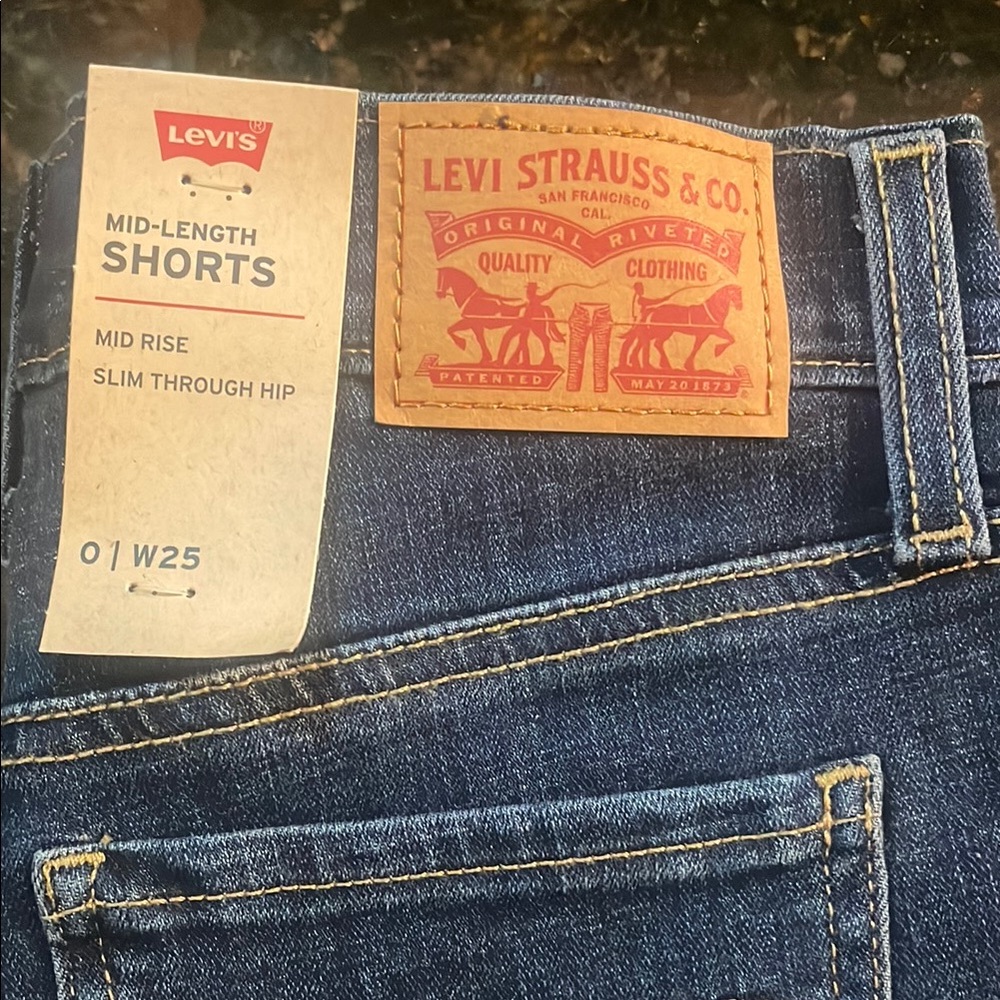 Levi's®
MID-LENGTH
SHORTS
MID RISE
SLIM THROUGH HIP
0 | W25
LEVI STRAUSS & CO.
SAN FRANCISCO
CAL.
ORIGINAL RIVETED
QUALITY CLOTHING
PATENTED MAY 20 1873